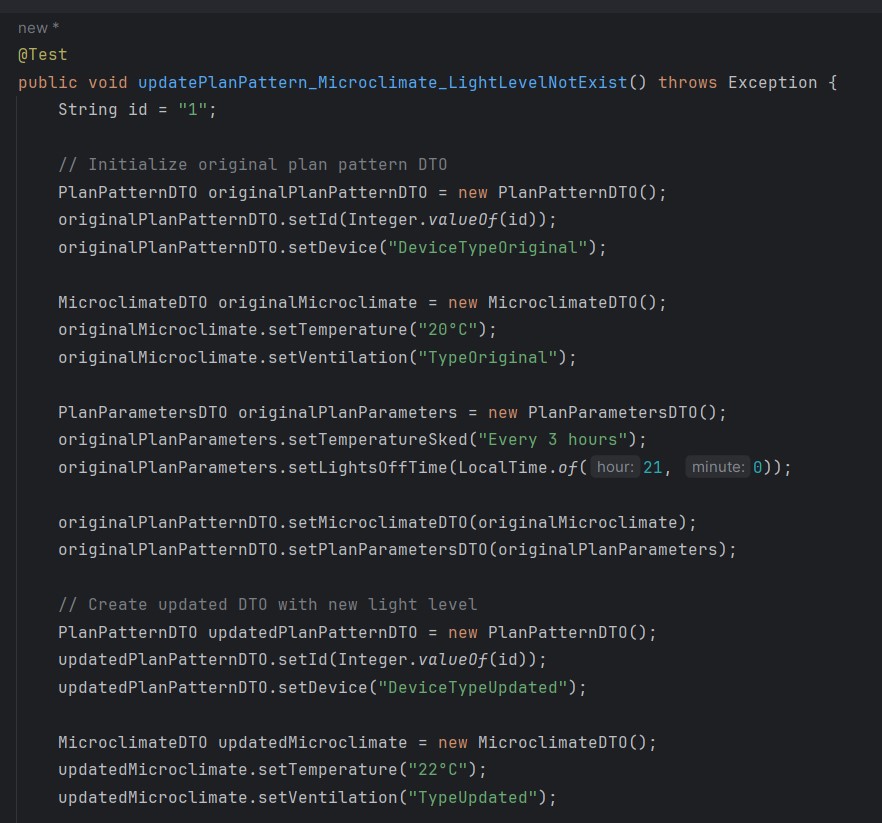 new *
@Test
public void updatePlanPattern_Microclimate_LightLevelNotExist() throws Exception {
String id = "1";
// Initialize original plan pattern DTO
PlanPatternDTO originalPlanPatternDTO = new PlanPatternDTO();
originalPlanPatternDTO.setId(Integer.valueOf(id));
originalPlanPatternDTO.setDevice("DeviceTypeOriginal");
MicroclimateDTO originalMicroclimate = new MicroclimateDTO();
originalMicroclimate.setTemperature("20°C");
originalMicroclimate.setVentilation("TypeOriginal");
PlanParametersDTO originalPlanParameters = new PlanParametersDTO();
originalPlanParameters.setTemperatureSked("Every 3 hours");
originalPlanParameters.setLightsOffTime(LocalTime.of( hour: 21,  minute: 0));
originalPlanPatternDTO.setMicroclimateDTO(originalMicroclimate);
originalPlanPatternDTO.setPlanParametersDTO(originalPlanParameters);
// Create updated DTO with new light level
PlanPatternDTO updatedPlanPatternDTO = new PlanPatternDTO();
updatedPlanPatternDTO.setId(Integer.valueOf(id));
updatedPlanPatternDTO.setDevice("DeviceTypeUpdated");
MicroclimateDTO updatedMicroclimate = new MicroclimateDTO();
updatedMicroclimate.setTemperature("22°C");
updatedMicroclimate.setVentilation("TypeUpdated");